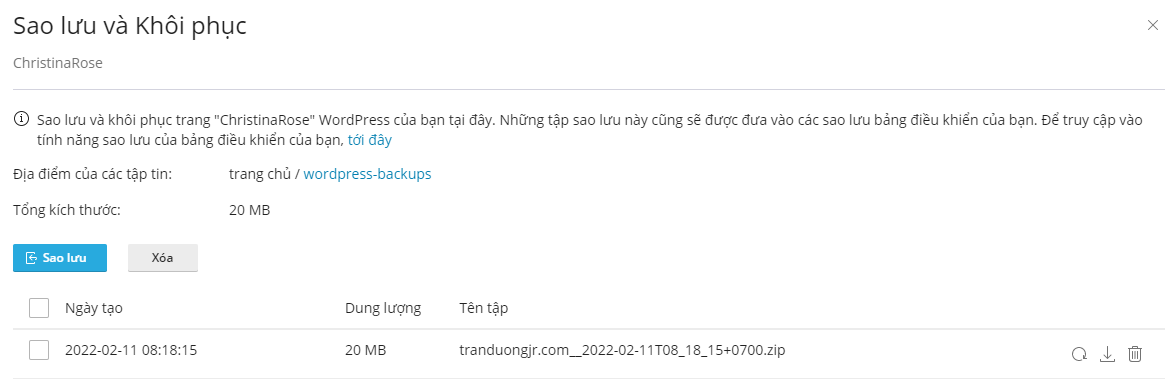 Sao lưu và Khôi phục
ChristinaRose
Sao lưu và khôi phục trang "ChristinaRose" WordPress của bạn tại đây. Những tập sao lưu này cũng sẽ được đưa vào các sao lưu bảng điều khiển của bạn. Để truy cập vào
tính năng sao lưu của bảng điều khiển của bạn, tới đây
Địa điểm của các tập tin: trang chủ / wordpress-backups
Tổng kích thước: 20 MB
Sao lưu Xóa
Ngày tạo Dung lượng Tên tập
2022-02-11 08:18:15 20 MB tranduongjr.com__2022-02-11T08_18_15+0700.zip